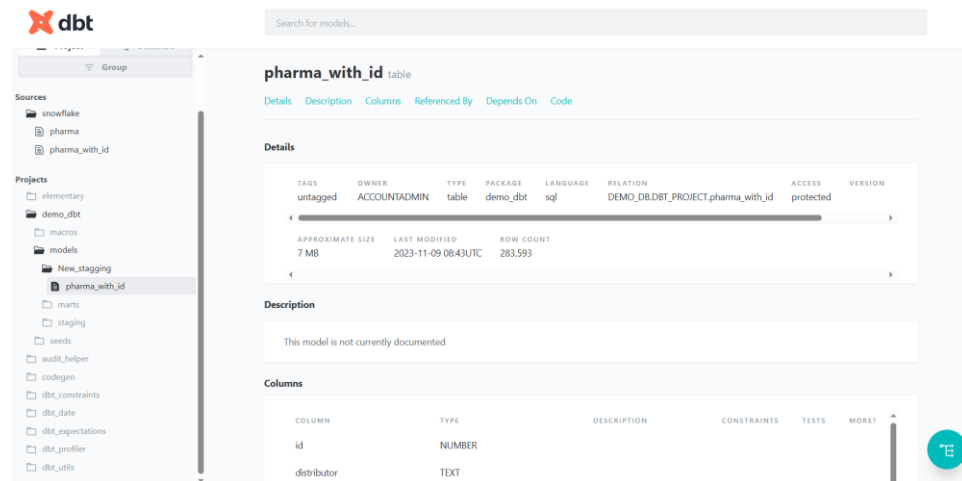 dbt
Search for models...
Group
Sources
snowflake
pharma
pharma_with_id
Projects
elementary
demo_dbt
macros
models
New_stagging
pharma_with_id
marts
staging
seeds
audit_helper
codegen
dbt_constraints
dbt_date
dbt_expectations
dbt_profiler
dbt_utils
pharma_with_id table
Details Description Columns Referenced By Depends On Code
Details
TAGS OWNER TYPE PACKAGE LANGUAGE RELATION ACCESS VERSION
untagged ACCOUNTADMIN table demo_dbt sql DEMO_DB.DBT_PROJECT.pharma_with_id protected
APPROXIMATE SIZE LAST MODIFIED ROW COUNT
7 MB 2023-11-09 08:43UTC 283,593
Description
This model is not currently documented
Columns
COLUMN TYPE DESCRIPTION CONSTRAINTS TESTS MORE?
id NUMBER
distributor TEXT